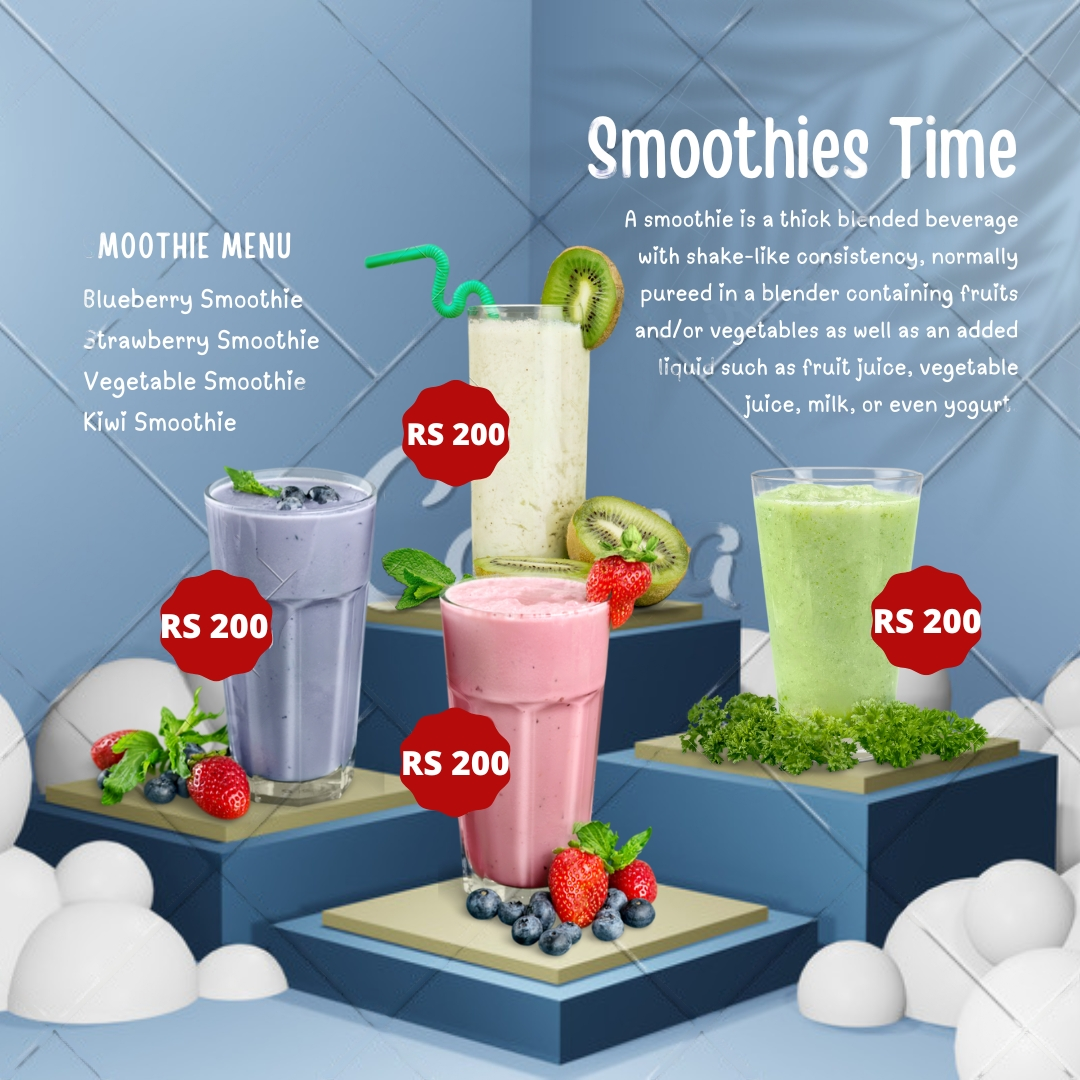 Smoothies Time
A smoothie is a thick blended beverage
with shake-like consistency, normally
pureed in a blender containing fruits
and/or vegetables as well as an added
liquid such as fruit juice, vegetable
juice, milk, or even yogurt
MOOTHIE MENU
Blueberry Smoothie
Strawberry Smoothie
Vegetable Smoothie
Kiwi Smoothie
RS 200
RS 200
RS 200
RS 200